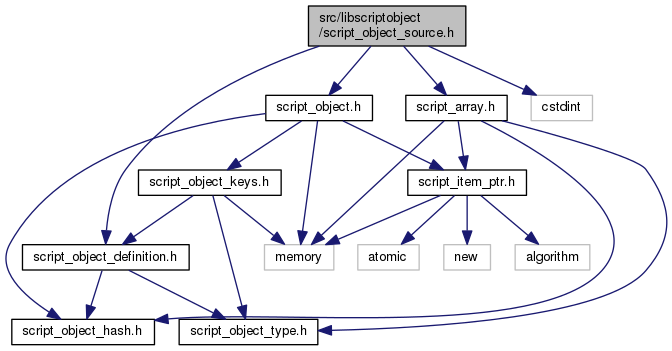 src/libscriptobject
/script_object_source.h
script_object.h
script_array.h
cstdint
script_object_keys.h
script_item_ptr.h
script_object_definition.h
memory
atomic
new
algorithm
script_object_hash.h
script_object_type.h